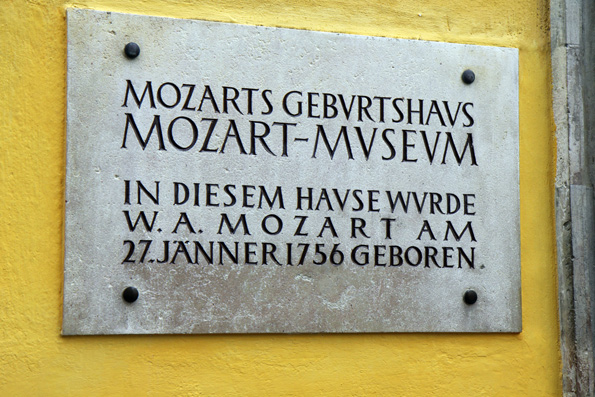 MOZARTS GEBVRTSHAVS
MOZART-MVSEVM
IN DIESEM HAVSE WVRDE
W. A. MOZART AM
27. JÄNNER 1756 GEBOREN.